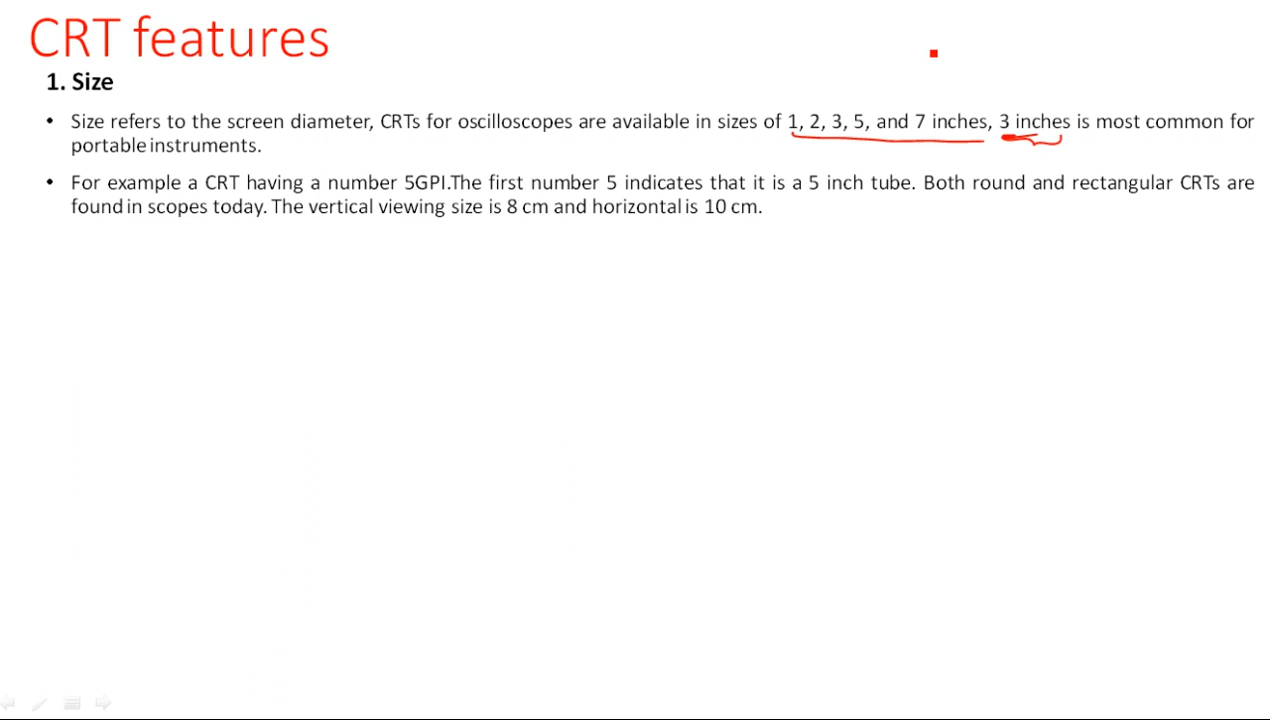 CRT features
1. Size
• Size refers to the screen diameter, CRTs for oscilloscopes are available in sizes of 1, 2, 3, 5, and 7 inches, 3 inches is most common for
portable instruments.
• For example a CRT having a number 5GPI.The first number 5 indicates that it is a 5 inch tube. Both round and rectangular CRTs are
found in scopes today. The vertical viewing size is 8 cm and horizontal is 10 cm.